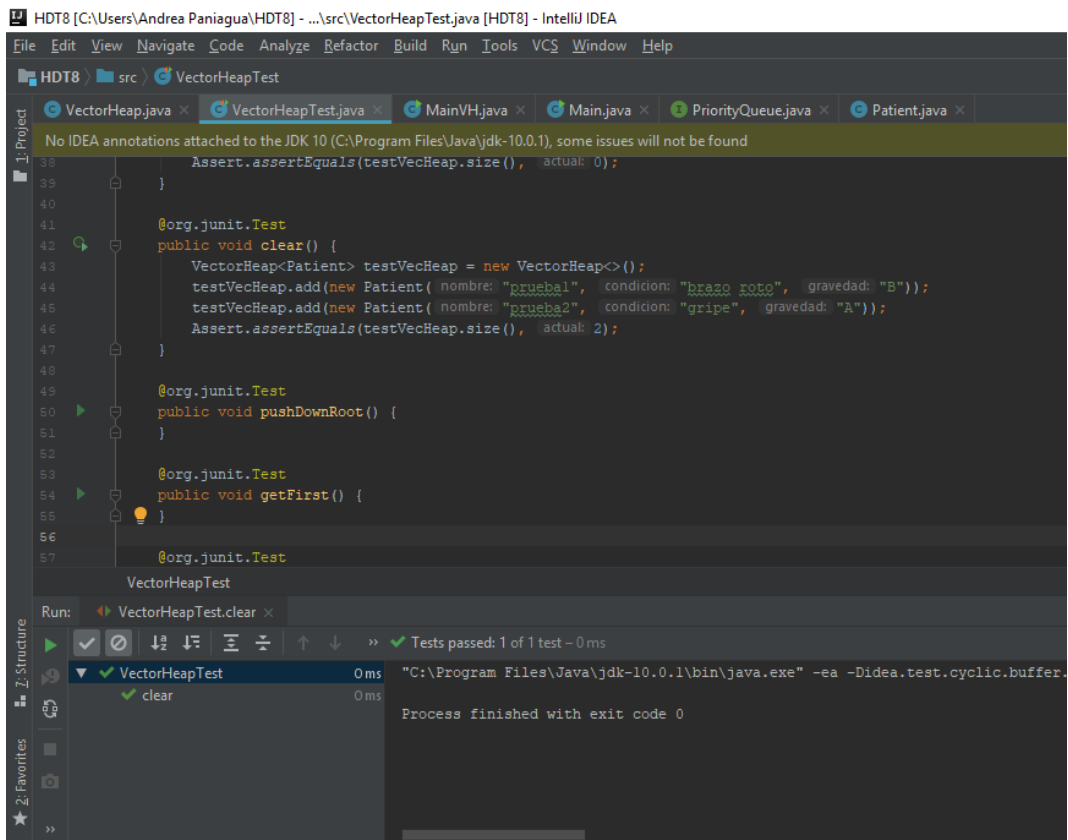 HDT8 [C:\Users\Andrea Paniagua\HDT8] - ...\src\VectorHeapTest.java [HDT8] - IntelliJ IDEA
File Edit View Navigate Code Analyze Refactor Build Run Tools VCS Window Help
HDT8 src VectorHeapTest
VectorHeap.java VectorHeapTest.java MainVH.java Main.java PriorityQueue.java Patient.java
1: Project
No IDEA annotations attached to the JDK 10 (C:\Program Files\Java\jdk-10.0.1), some issues will not be found
38 Assert.assertEquals(testVecHeap.size(), actual: 0);
39 }
40
41 @org.junit.Test
42 public void clear() {
43 VectorHeap<Patient> testVecHeap = new VectorHeap<>();
44 testVecHeap.add(new Patient( nombre: "prueba1", condicion: "brazo roto", gravedad: "B"));
45 testVecHeap.add(new Patient( nombre: "prueba2", condicion: "gripe", gravedad: "A"));
46 Assert.assertEquals(testVecHeap.size(), actual: 2);
47 }
48
49 @org.junit.Test
50 public void pushDownRoot() {
51 }
52
53 @org.junit.Test
54 public void getFirst() {
55 }
56
57 @org.junit.Test
VectorHeapTest
Run: VectorHeapTest.clear
7: Structure
2: Favorites
» Tests passed: 1 of 1 test – 0 ms
VectorHeapTest 0 ms
clear 0 ms
"C:\Program Files\Java\jdk-10.0.1\bin\java.exe" -ea -Didea.test.cyclic.buffer.
Process finished with exit code 0
»